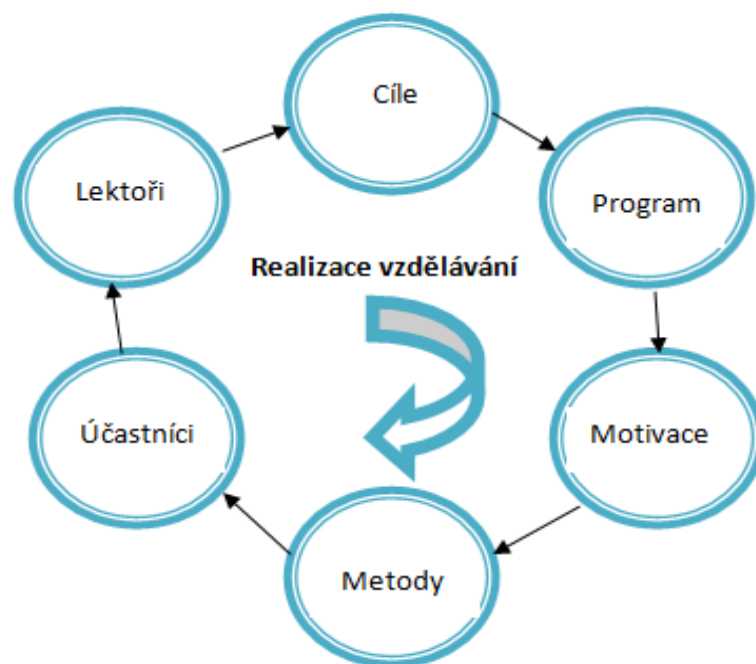 Cíle
Lektoři
Program
Realizace vzdělávání
Účastníci
Motivace
Metody